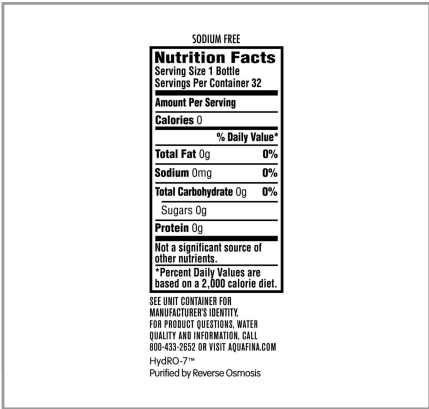 SODIUM FREE
Nutrition Facts
Serving Size 1 Bottle
Servings Per Container 32
Amount Per Serving
Calories 0
% Daily Value*
Total Fat 0g 0%
Sodium 0mg 0%
Total Carbohydrate 0g 0%
Sugars 0g
Protein 0g
Not a significant source of
other nutrients.
*Percent Daily Values are
based on a 2,000 calorie diet.
SEE UNIT CONTAINER FOR
MANUFACTURER'S IDENTITY.
FOR PRODUCT QUESTIONS, WATER
QUALITY AND INFORMATION, CALL
800-433-2652 OR VISIT AQUAFINA.COM
HydRO-7™
Purified by Reverse Osmosis